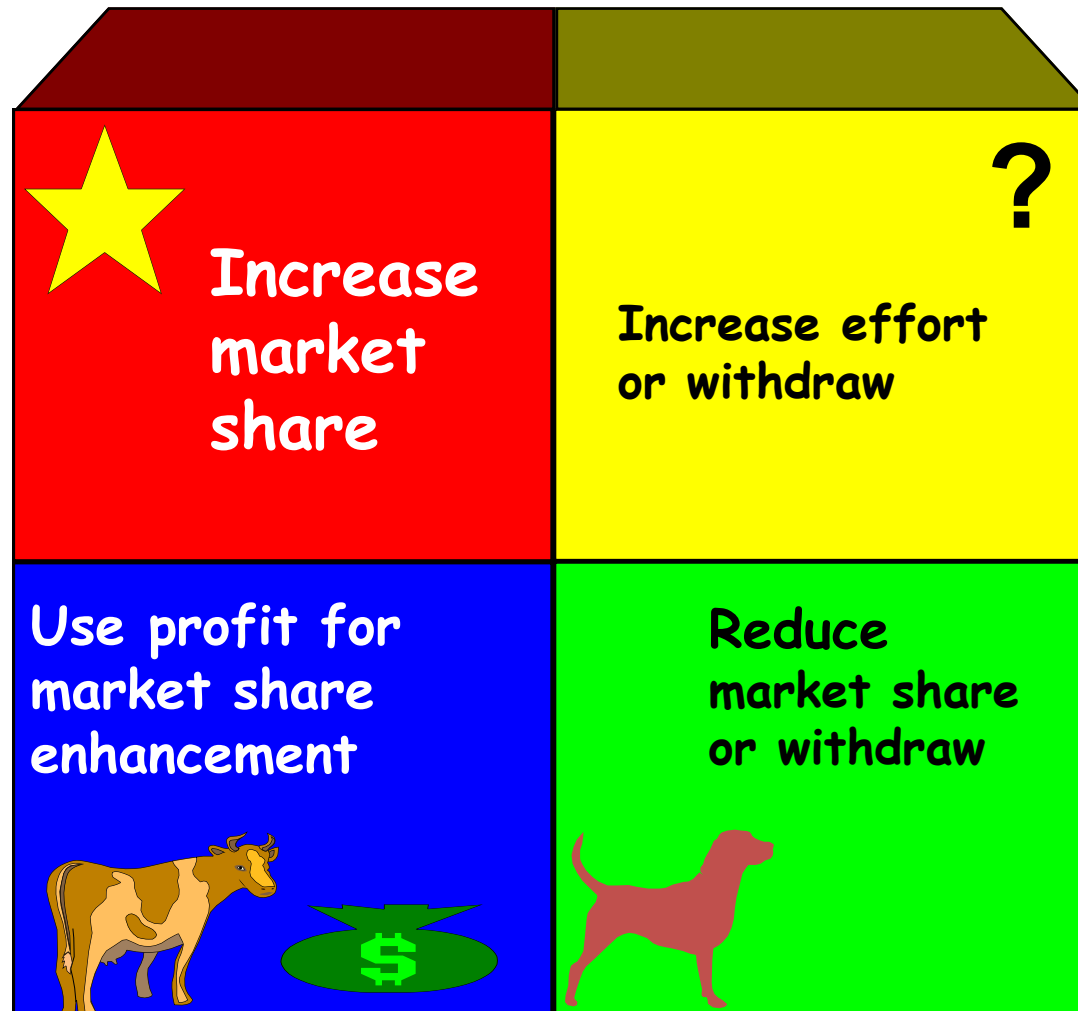 ?
Increase
market
share
Increase effort
or withdraw
Use profit for
market share
enhancement
Reduce
market share
or withdraw
$